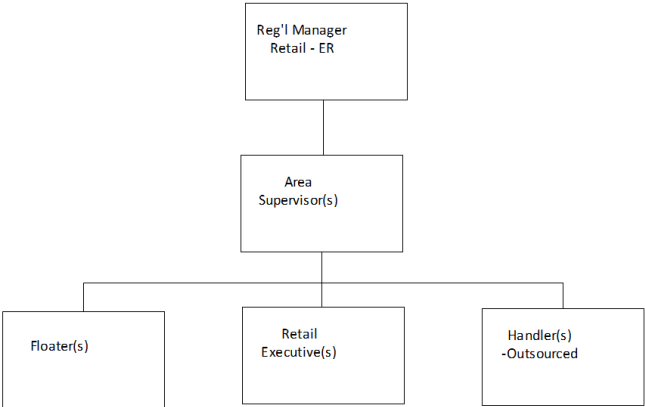 Reg'l Manager
Retail - ER
Area
Supervisor(s)
Floater(s)
Retail
Executive(s)
Handler(s)
-Outsourced